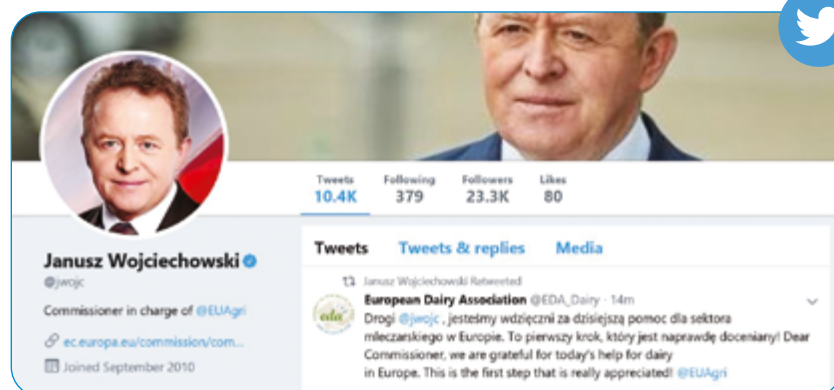 Tweets Following Followers Likes
10.4K 379 23.3K 80
Janusz Wojciechowski
@jwojc
Commissioner in charge of @EUAgri
ec.europa.eu/commission/com...
Joined September 2010
Tweets Tweets & replies Media
Janusz Wojciechowski Retweeted
eda
European Dairy Association @EDA_Dairy · 14m
Drogi @jwojc , jesteśmy wdzięczni za dzisiejszą pomoc dla sektora
mleczarskiego w Europie. To pierwszy krok, który jest naprawdę doceniany! Dear
Commissioner, we are grateful for today's help for dairy
in Europe. This is the first step that is really appreciated! @EUAgri